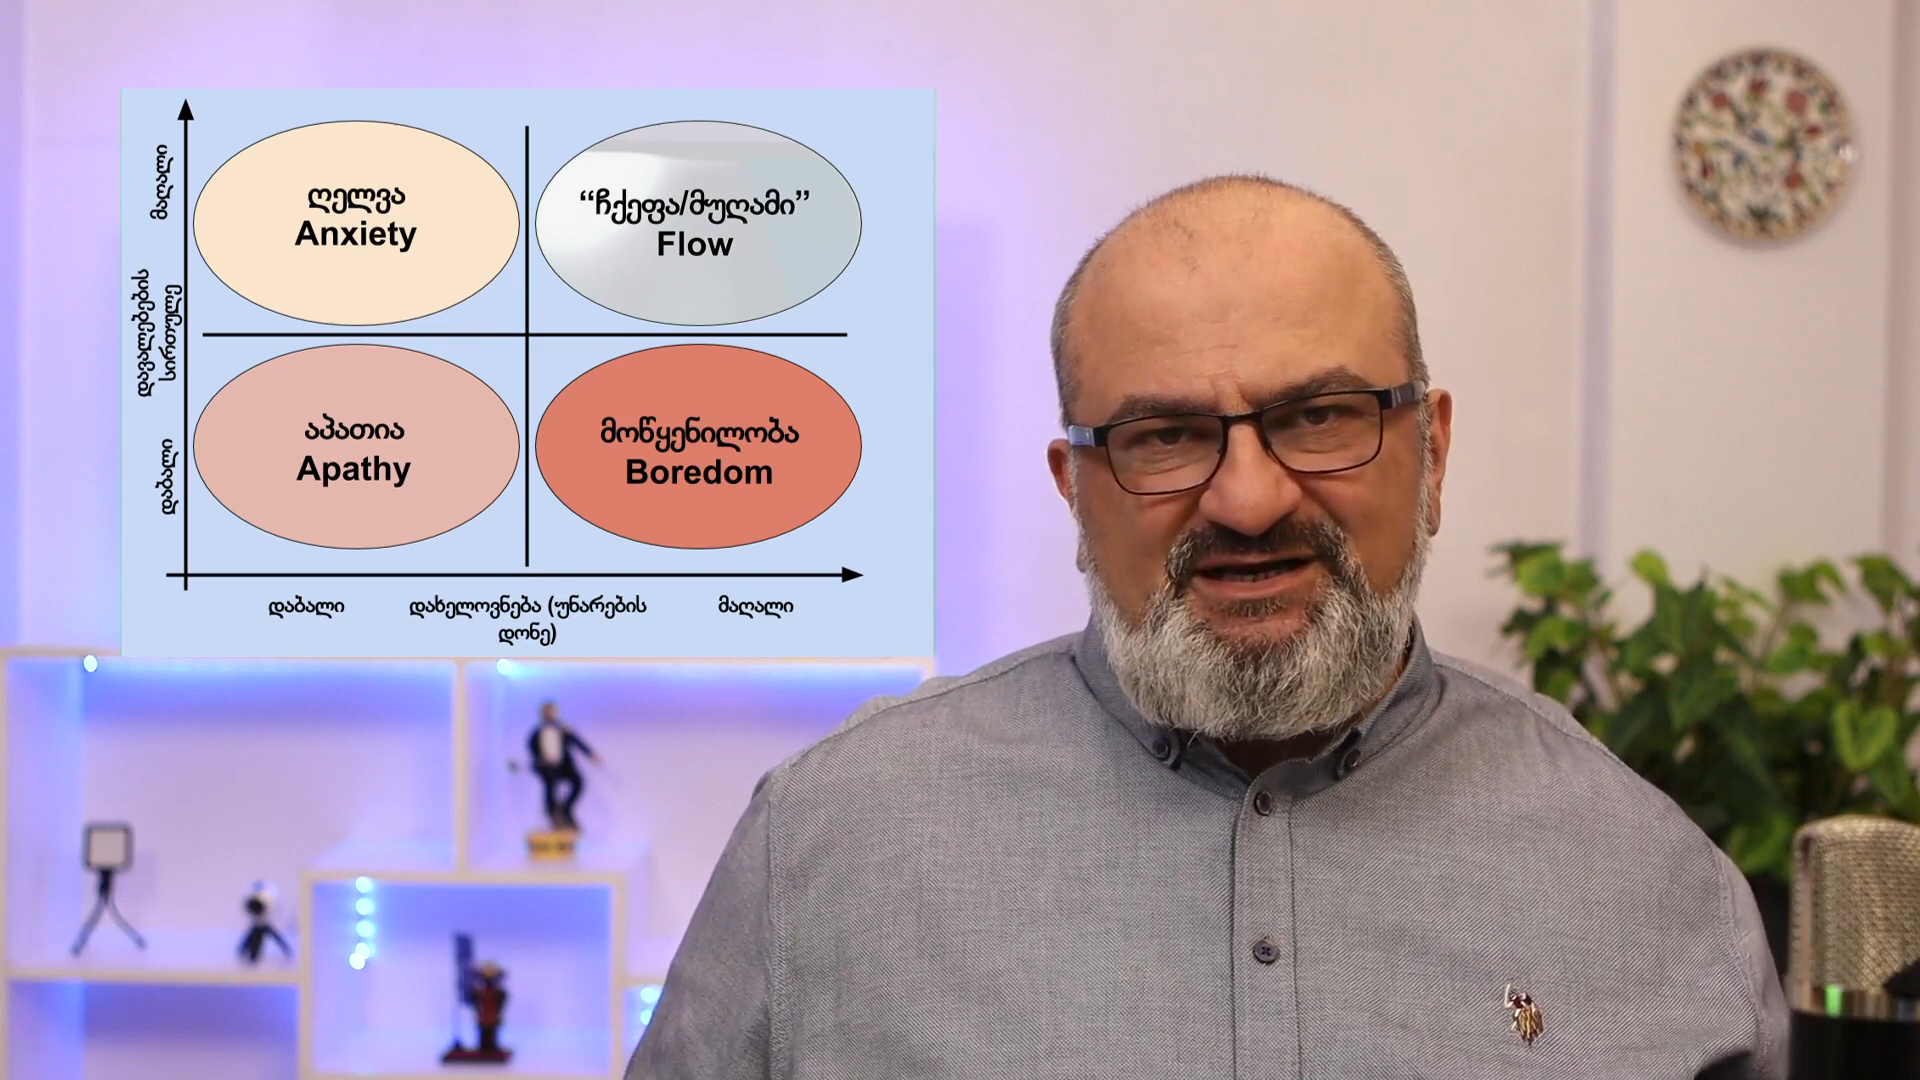 მაღალი
დავალებების
სირთულე
დაბალი
ღელვა
Anxiety
“ჩქეფა/მუღამი”
Flow
აპათია
Apathy
მოწყენილობა
Boredom
დაბალი
დახელოვნება (უნარების
დონე)
მაღალი